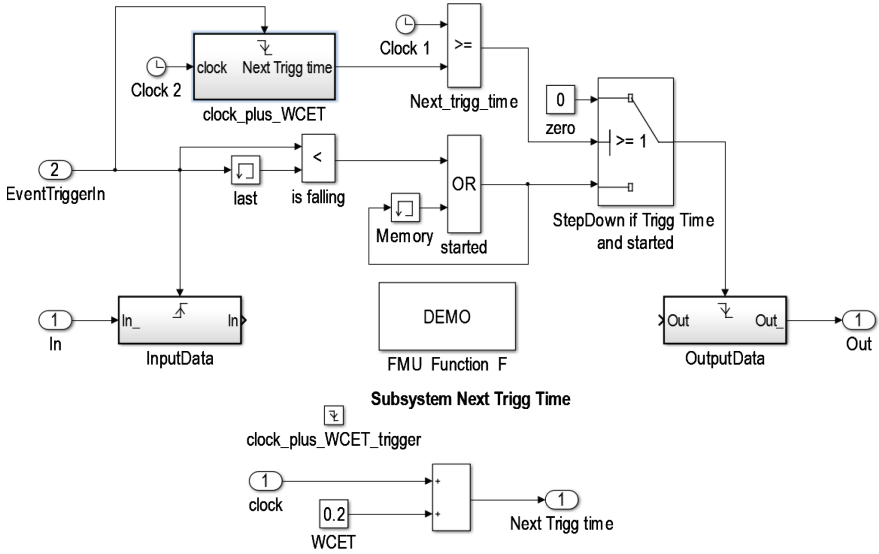 Clock 1
>=
Next_trigg_time
clock
Next Trigg time
Clock 2
clock_plus_WCET
0
zero
>= 1
StepDown if Trigg Time
and started
2
EventTriggerIn
last
<
is falling
OR
Memory
started
1
In
In_
In
InputData
DEMO
FMU Function F
Out
Out_
OutputData
1
Out
Subsystem Next Trigg Time
clock_plus_WCET_trigger
1
clock
0.2
WCET
+
+
1
Next Trigg time